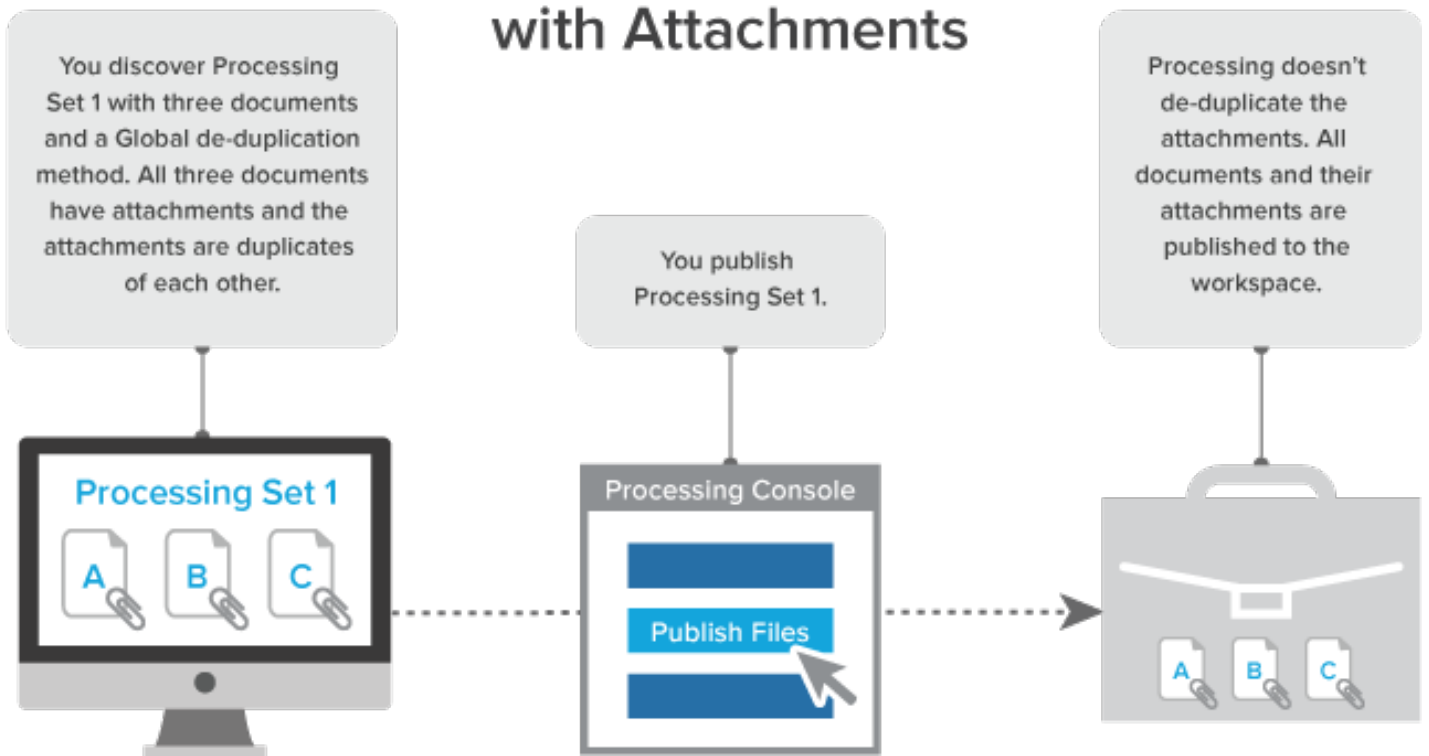 with Attachments
You discover Processing
Set 1 with three documents
and a Global de-duplication
method. All three documents
have attachments and the
attachments are duplicates
of each other.
You publish
Processing Set 1.
Processing doesn't
de-duplicate the
attachments. All
documents and their
attachments are
published to the
workspace.
Processing Set 1
A B C
Processing Console
Publish Files
A B C